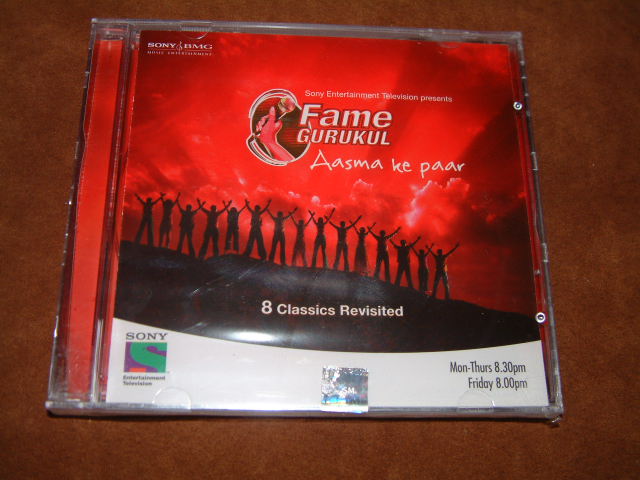 SONY BMG
MUSIC ENTERTAINMENT
Sony Entertainment Television presents
Fame
GURUKUL
Aasma ke paar
8 Classics Revisited
SONY
Entertainment
Television
Mon-Thurs 8.30pm
Friday 8.00pm